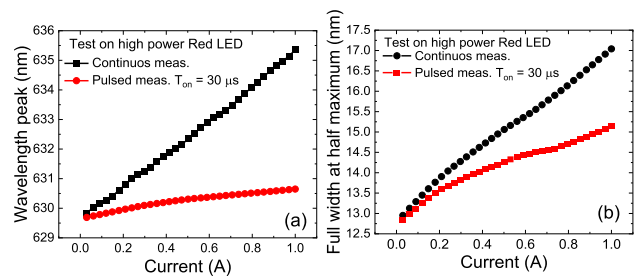 Wavelength peak (nm)
636
635
634
633
632
631
630
629
Test on high power Red LED
Continuos meas.
Pulsed meas. Ton = 30 µs
(a)
0.0 0.2 0.4 0.6 0.8 1.0
Current (A)
Full width at half maximum (nm)
17.5
17.0
16.5
16.0
15.5
15.0
14.5
14.0
13.5
13.0
12.5
Test on high power Red LED
Continuos meas.
Pulsed meas. Ton = 30 µs
(b)
0.0 0.2 0.4 0.6 0.8 1.0
Current (A)